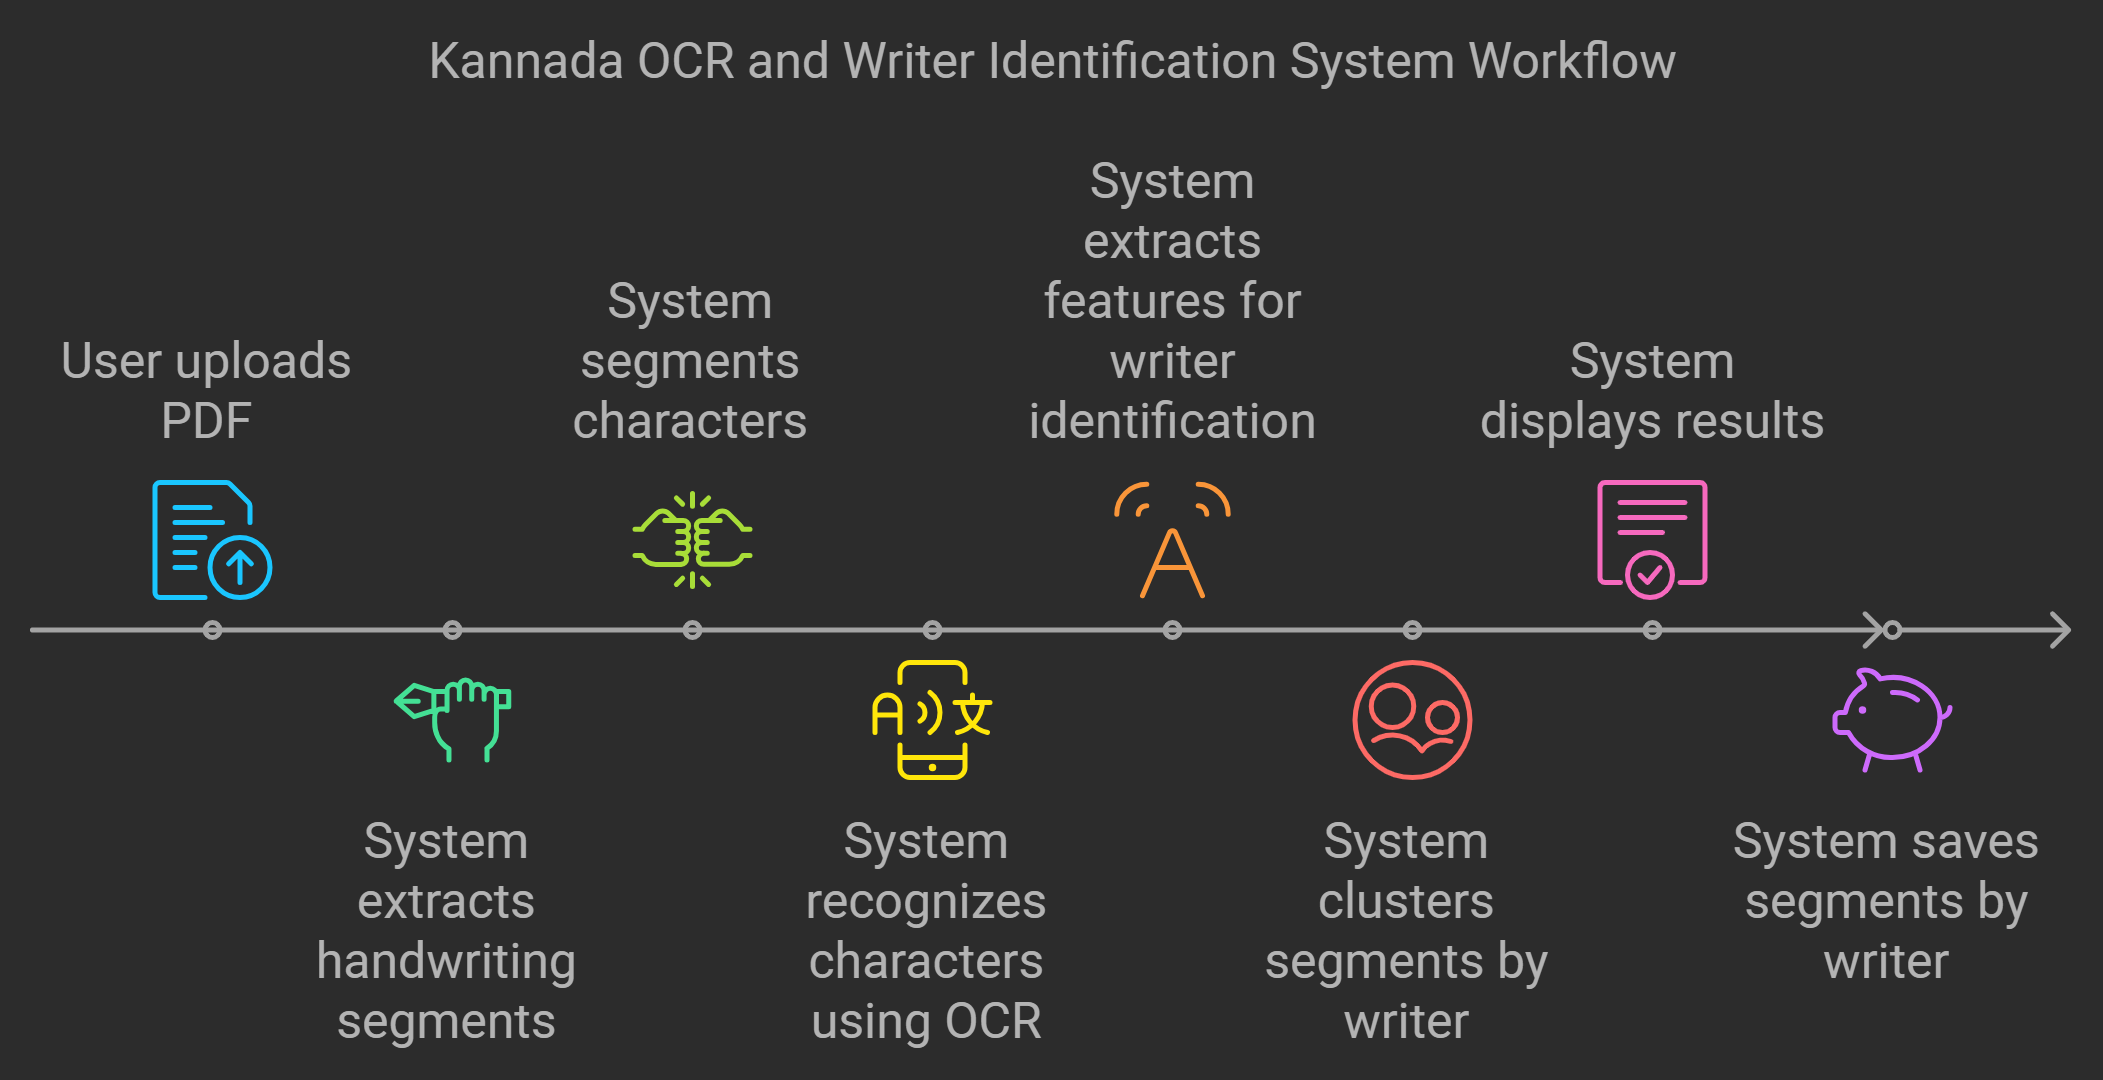 Kannada OCR and Writer Identification System Workflow
User uploads
PDF
System
extracts
handwriting
segments
System
segments
characters
System
recognizes
characters
using OCR
System
extracts
features for
writer
identification
System
clusters
segments by
writer
System
displays results
System saves
segments by
writer